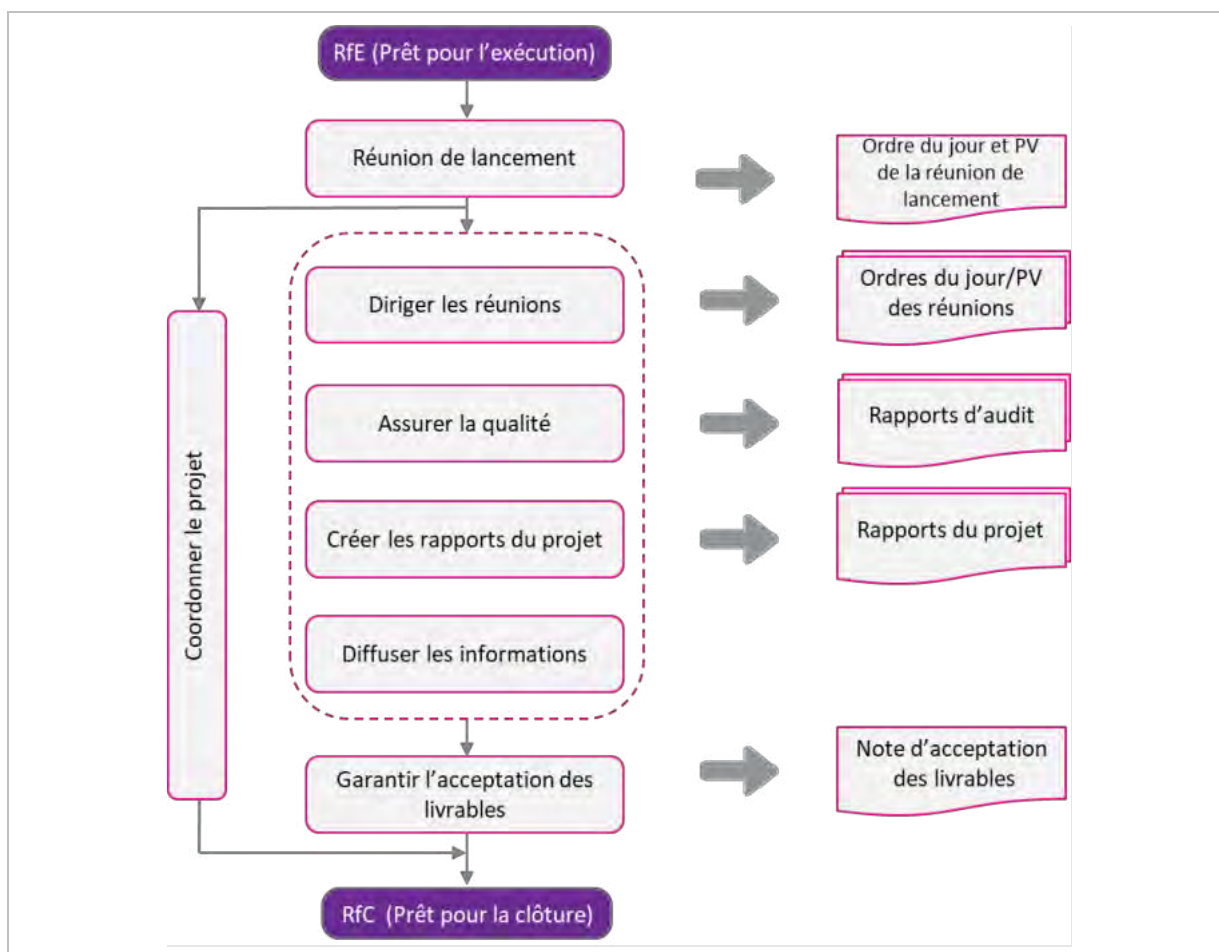 RfE (Prêt pour l'exécution)
Réunion de lancement
Ordre du jour et PV
de la réunion de
lancement
Diriger les réunions
Ordres du jour/PV
des réunions
Assurer la qualité
Rapports d'audit
Coordonner le projet
Créer les rapports du projet
Rapports du projet
Diffuser les informations
Garantir l'acceptation des
livrables
Note d'acceptation
des livrables
RfC (Prêt pour la clôture)